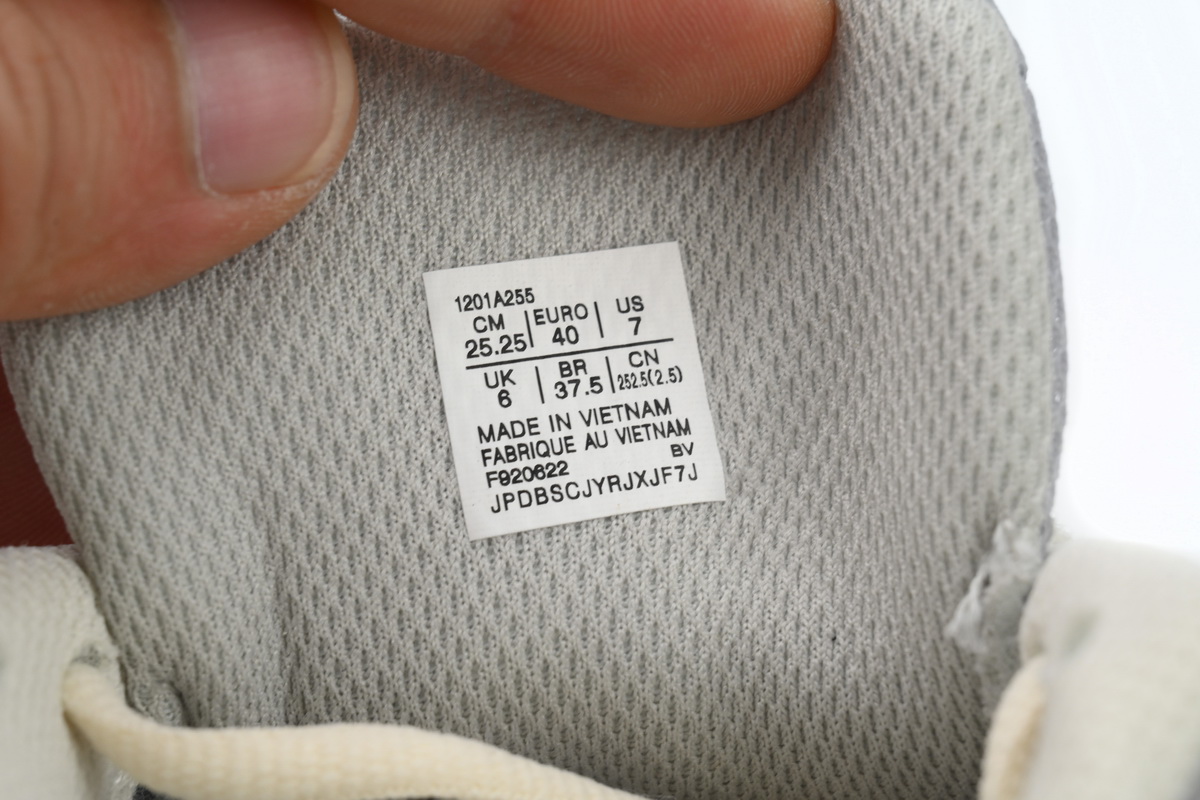 1201A255
CM | EURO | US
25.25 | 40 | 7
UK | BR | CN
6 | 37.5 | 252.5(2.5)
MADE IN VIETNAM
FABRIQUE AU VIETNAM
F920622 BV
JPDBSCJYRJXJF7J